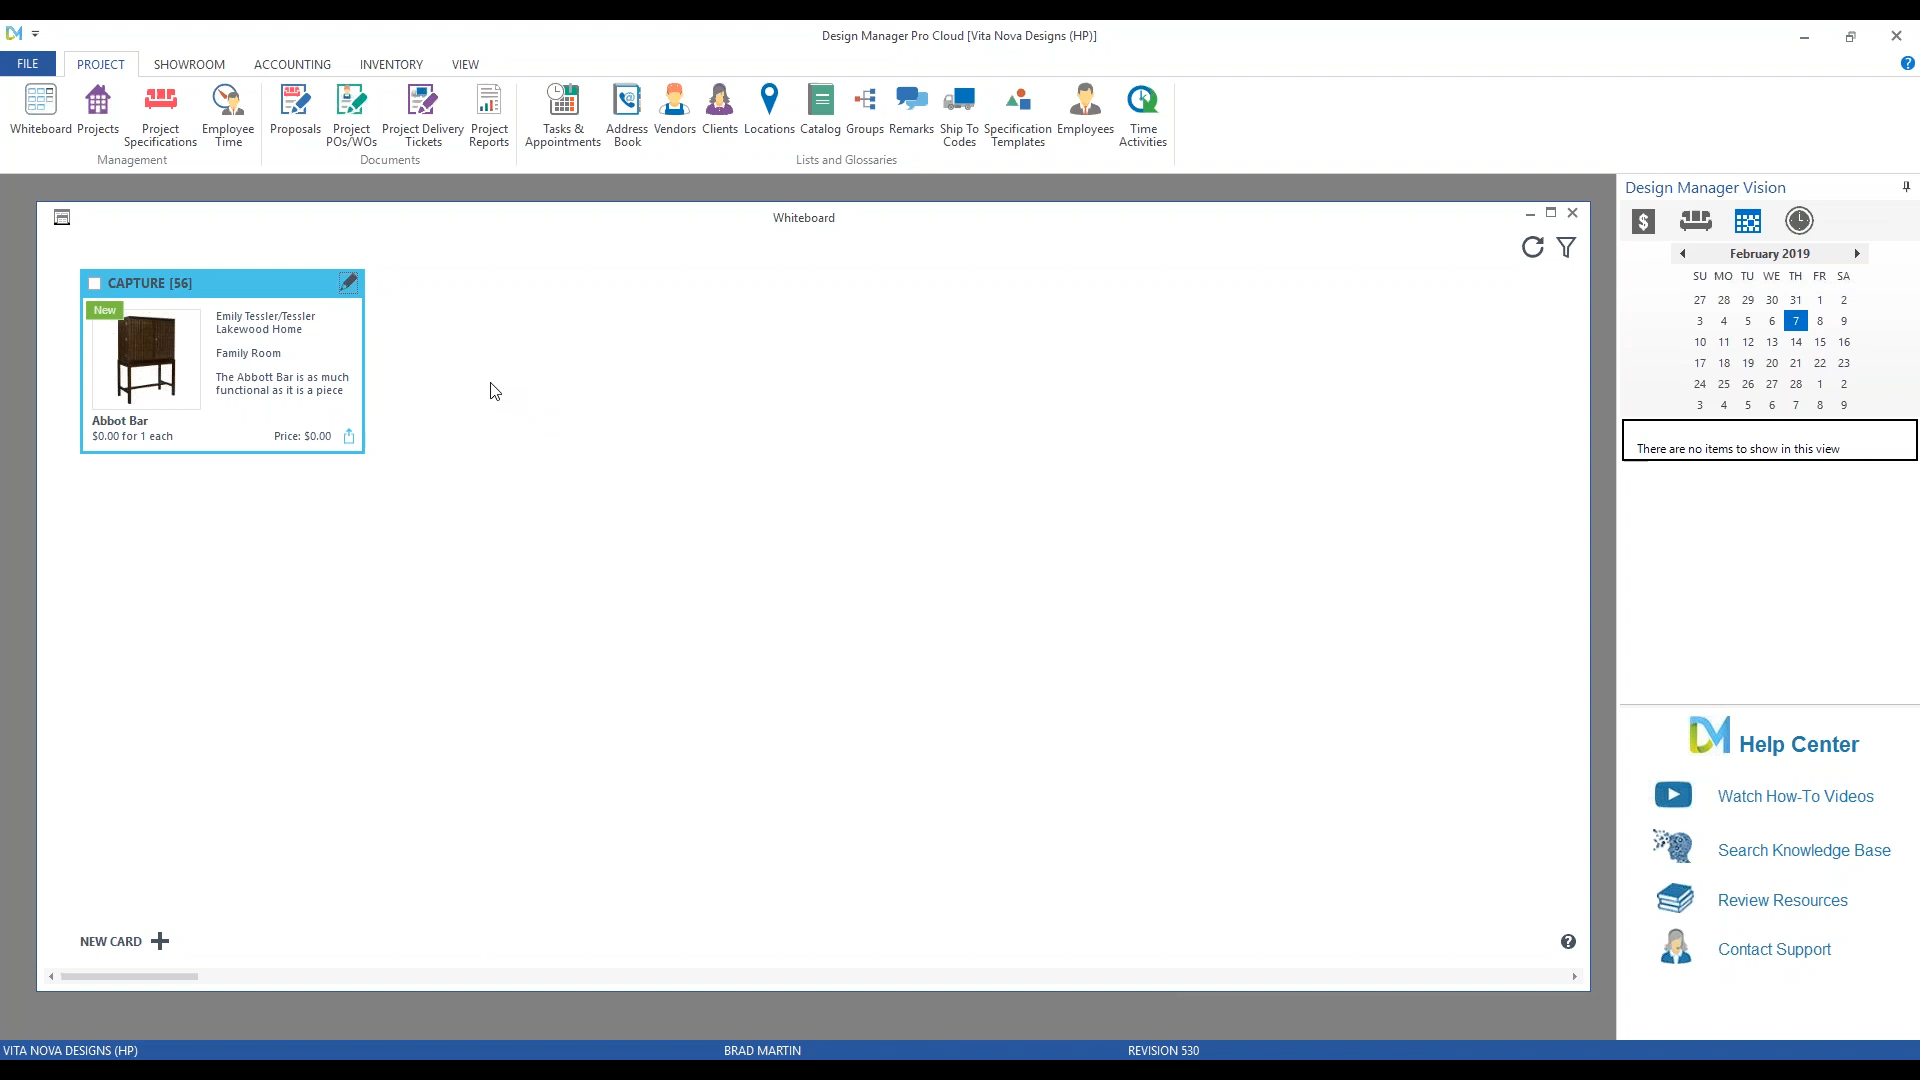 Design Manager Pro Cloud [Vita Nova Designs (HP)]
FILE PROJECT SHOWROOM ACCOUNTING INVENTORY VIEW
Whiteboard
Projects
Project
Specifications
Employee
Time
Management
Proposals
Project
POs/WOs
Project Delivery
Tickets
Project
Reports
Documents
Tasks &
Appointments
Address
Book
Vendors
Clients
Locations
Catalog
Groups
Remarks
Ship To
Codes
Specification
Templates
Employees
Time
Activities
Lists and Glossaries
Whiteboard
CAPTURE [56]
New
Emily Tessler/Tessler
Lakewood Home
Family Room
The Abbott Bar is as much
functional as it is a piece
Abbot Bar
$0.00 for 1 each Price: $0.00
NEW CARD
Design Manager Vision
February 2019
SU MO TU WE TH FR SA
27 28 29 30 31 1 2
3 4 5 6 7 8 9
10 11 12 13 14 15 16
17 18 19 20 21 22 23
24 25 26 27 28 1 2
3 4 5 6 7 8 9
There are no items to show in this view
DM Help Center
Watch How-To Videos
Search Knowledge Base
Review Resources
Contact Support
VITA NOVA DESIGNS (HP) BRAD MARTIN REVISION 530